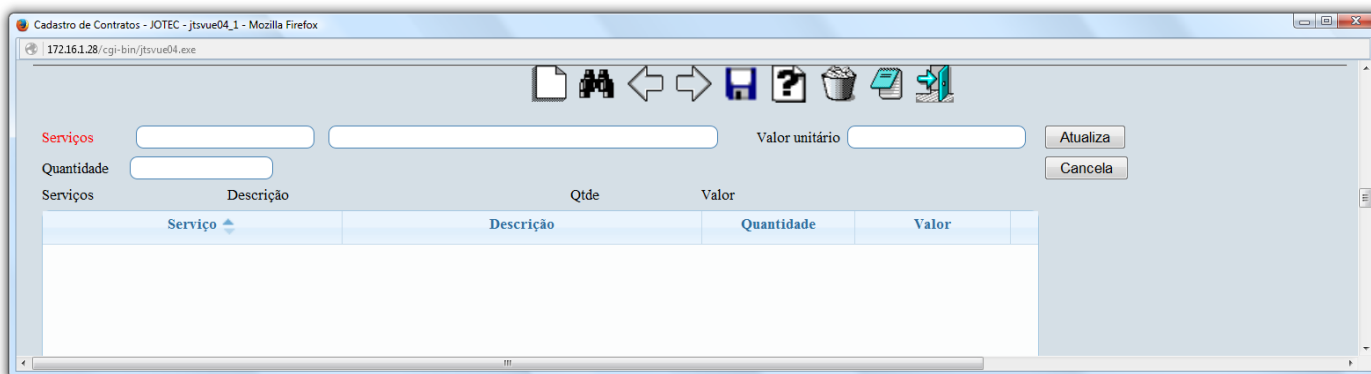 Cadastro de Contratos - JOTEC - jtsvue04_1 - Mozilla Firefox
172.16.1.28/cgi-bin/jtsvue04.exe
Serviços Valor unitário Atualiza
Quantidade Cancela
Serviços Descrição Qtde Valor
Serviço Descrição Quantidade Valor